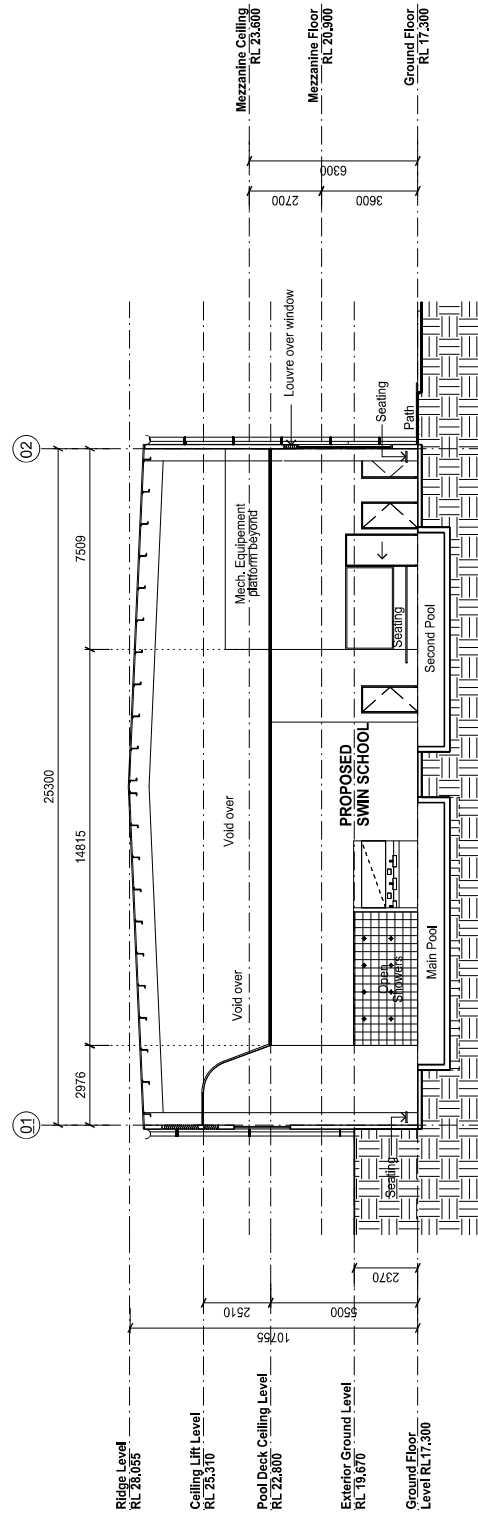 01
02
25300
2976
14815
7509
Ridge Level
RL 28.055
Ceiling Lift Level
RL 25.310
Pool Deck Ceiling Level
RL 22.800
Exterior Ground Level
RL 19.670
Ground Floor
Level RL17.300
10755
2510
5500
2370
Void over
Void over
Mech. Equipement
platform beyond
Louvre over window
PROPOSED
SWIN SCHOOL
Open
Showers
Seating
Seating
Seating
Path
Main Pool
Second Pool
Mezzanine Ceiling
RL 23.600
Mezzanine Floor
RL 20.900
Ground Floor
RL 17.300
2700
3600
6300